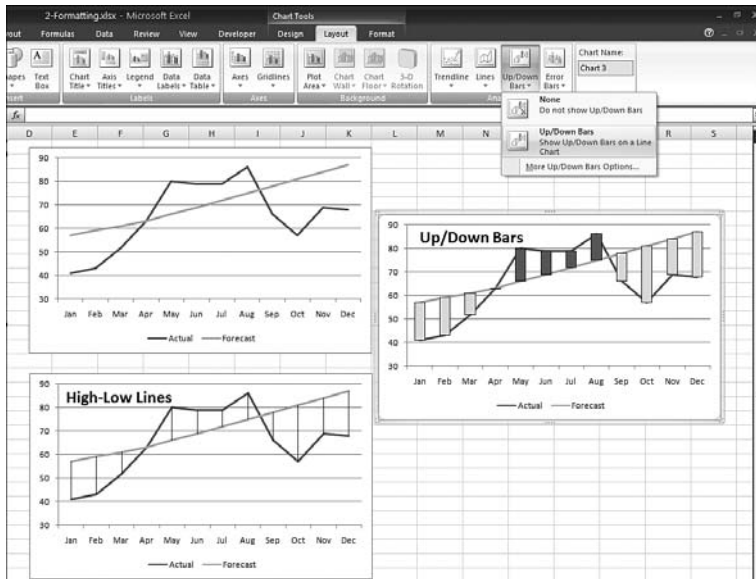 2-Formatting.xlsx - Microsoft Excel
Chart Tools
Formulas Data Review View Developer Design Layout Format
Text Box
Chart Title
Axis Titles
Legend
Data Labels
Data Table
Axes
Gridlines
Plot Area
Chart Wall
Chart Floor
3-D Rotation
Trendline
Lines
Up/Down Bars
Error Bars
Chart Name:
Chart 3
Labels
Axes
Background
None
Do not show Up/Down Bars
Up/Down Bars
Show Up/Down Bars on a Line Chart
More Up/Down Bars Options...
fx
D E F G H I J K L M N R S
90
80
70
60
50
40
30
Jan Feb Mar Apr May Jun Jul Aug Sep Oct Nov Dec
Actual Forecast
Up/Down Bars
90
80
70
60
50
40
30
Jan Feb Mar Apr May Jun Jul Aug Sep Oct Nov Dec
Actual Forecast
High-Low Lines
90
80
70
60
50
40
30
Jan Feb Mar Apr May Jun Jul Aug Sep Oct Nov Dec
Actual Forecast